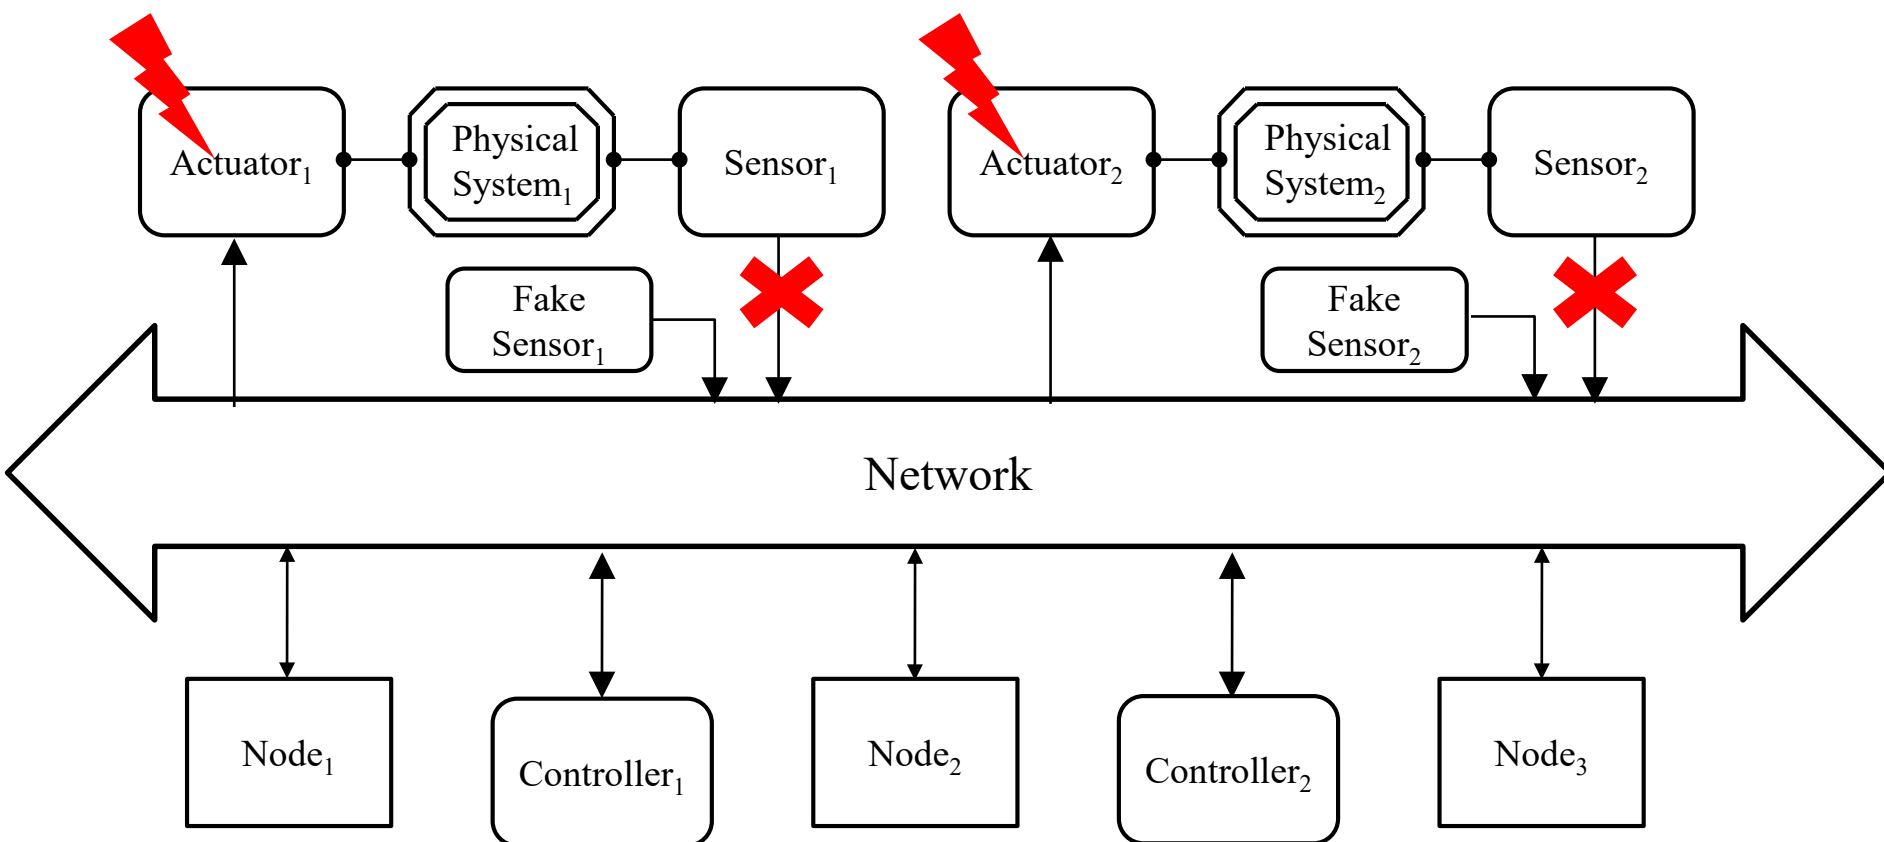 Actuator₁
Physical
System₁
Sensor₁
Actuator₂
Physical
System₂
Sensor₂
Fake
Sensor₁
Fake
Sensor₂
Network
Node₁
Controller₁
Node₂
Controller₂
Node₃